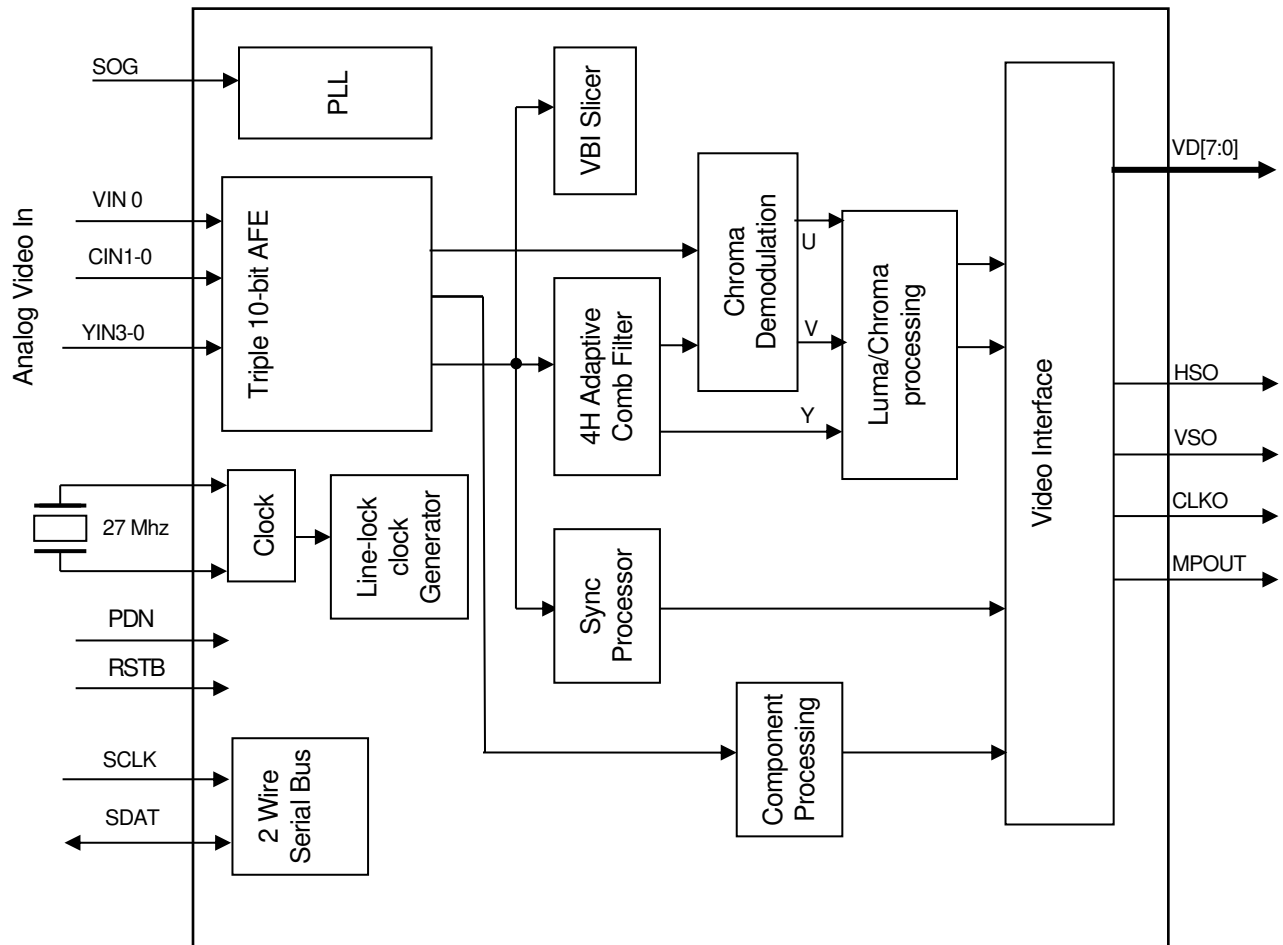 Analog Video In
SOG
VIN 0
CIN1-0
YIN3-0
27 Mhz
PDN
RSTB
SCLK
SDAT
PLL
Triple 10-bit AFE
Clock
Line-lock
clock
Generator
2 Wire
Serial Bus
VBI Slicer
4H Adaptive
Comb Filter
Sync
Processor
Chroma
Demodulation
U
V
Y
Luma/Chroma
processing
Component
Processing
Video Interface
VD[7:0]
HSO
VSO
CLKO
MPOUT